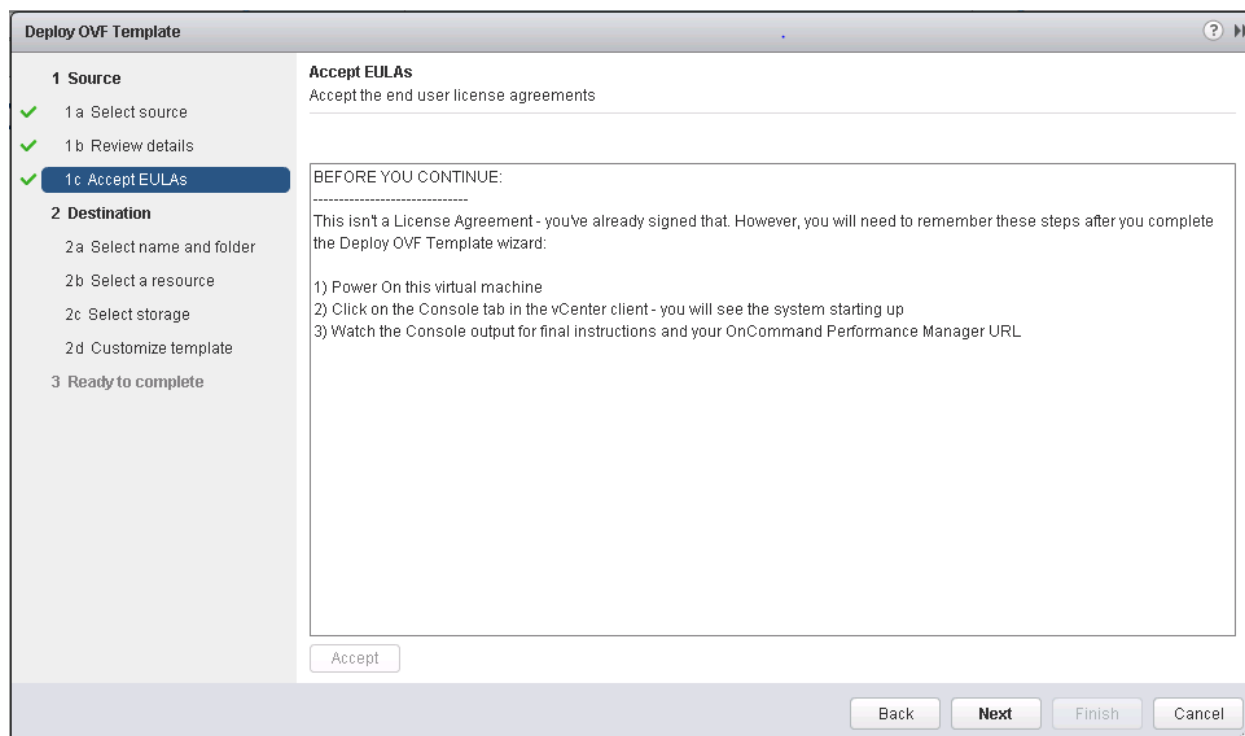 Deploy OVF Template
?
1 Source
1a Select source
1b Review details
1c Accept EULAs
2 Destination
2a Select name and folder
2b Select a resource
2c Select storage
2d Customize template
3 Ready to complete
Accept EULAs
Accept the end user license agreements
BEFORE YOU CONTINUE:
------------------------------
This isn't a License Agreement - you've already signed that. However, you will need to remember these steps after you complete
the Deploy OVF Template wizard:
1) Power On this virtual machine
2) Click on the Console tab in the vCenter client - you will see the system starting up
3) Watch the Console output for final instructions and your OnCommand Performance Manager URL
Accept
Back
Next
Finish
Cancel